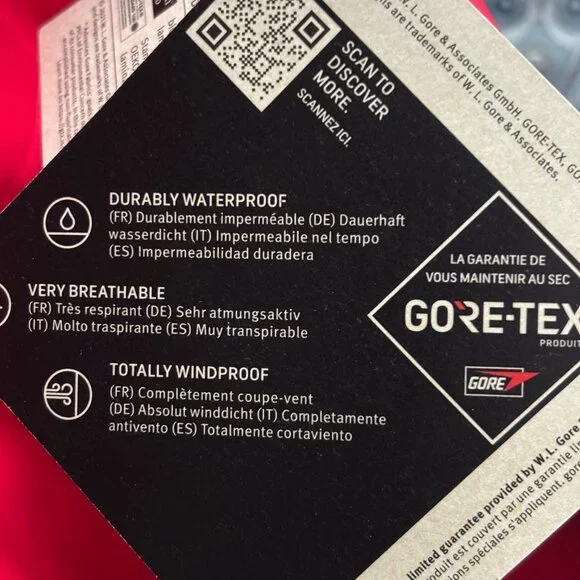 SCAN TO
DISCOVER
MORE.
SCANNEZ ICI.
W. L. Gore & Associates GmbH. GORE-TEX, GO
are trademarks of W. L. Gore & Associates.
DURABLY WATERPROOF
(FR) Durablement imperméable (DE) Dauerhaft
wasserdicht (IT) Impermeabile nel tempo
(ES) Impermeabilidad duradera
VERY BREATHABLE
(FR) Très respirant (DE) Sehr atmungsaktiv
(IT) Molto traspirante (ES) Muy transpirable
TOTALLY WINDPROOF
(FR) Complètement coupe-vent
(DE) Absolut winddicht (IT) Completamente
antivento (ES) Totalmente cortaviento
LA GARANTIE DE
VOUS MAINTENIR AU SEC
GORE-TEX
PRODUIT
GORE
limited guarantee provided by W. L. Gore
roduit est couvert par une garantie li
ions spéciales s'appliquent. gore